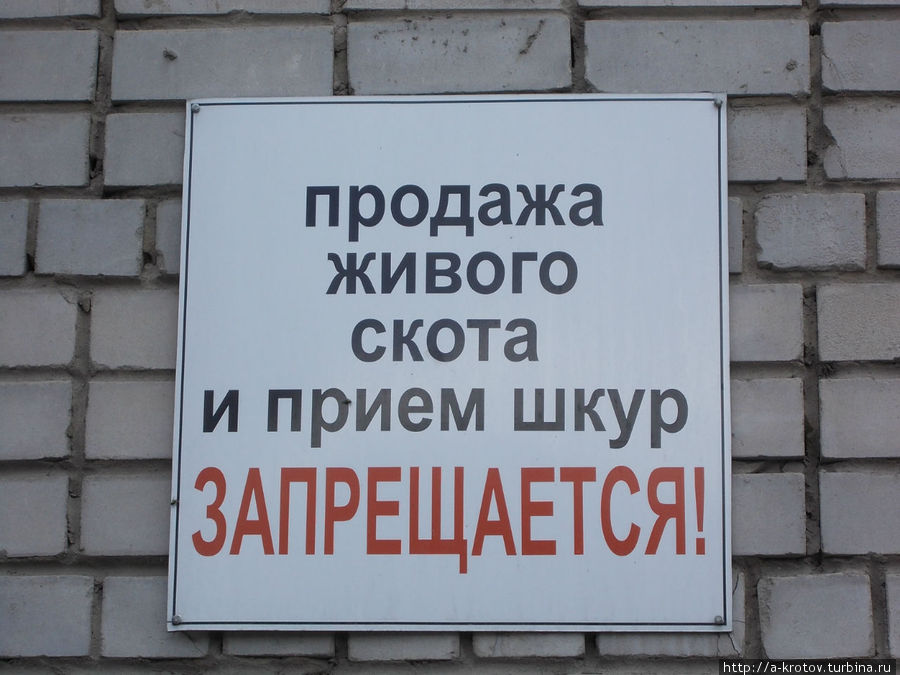 продажа
живого
скота
и прием шкур
ЗАПРЕЩАЕТСЯ!
http://a-krotov.turbina.ru